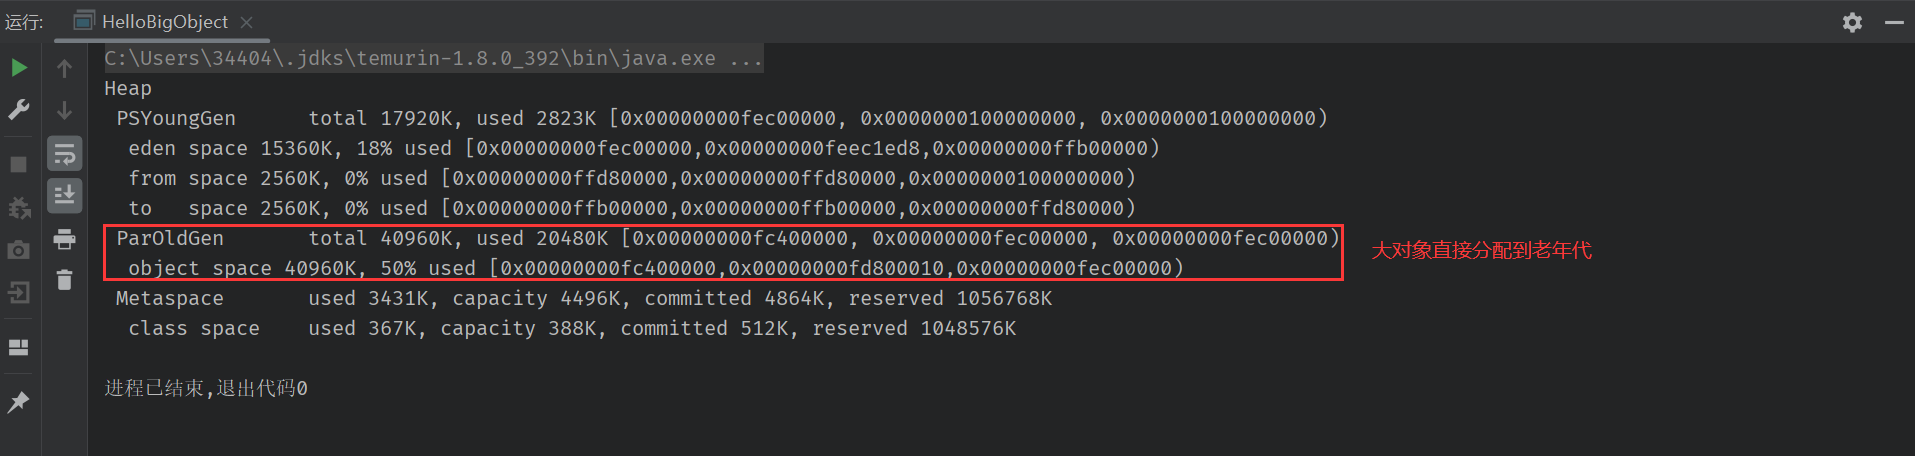 运行: HelloBigObject
C:\Users\34404\.jdks\temurin-1.8.0_392\bin\java.exe ...
Heap
 PSYoungGen      total 17920K, used 2823K [0x00000000fec00000, 0x0000000100000000, 0x0000000100000000)
  eden space 15360K, 18% used [0x00000000fec00000,0x00000000feec1ed8,0x00000000ffb00000)
  from space 2560K, 0% used [0x00000000ffd80000,0x00000000ffd80000,0x0000000100000000)
  to   space 2560K, 0% used [0x00000000ffb00000,0x00000000ffb00000,0x00000000ffd80000)
 ParOldGen       total 40960K, used 20480K [0x00000000fc400000, 0x00000000fec00000, 0x00000000fec00000)
  object space 40960K, 50% used [0x00000000fc400000,0x00000000fd800010,0x00000000fec00000)
大对象直接分配到老年代
 Metaspace       used 3431K, capacity 4496K, committed 4864K, reserved 1056768K
  class space    used 367K, capacity 388K, committed 512K, reserved 1048576K
进程已结束,退出代码0